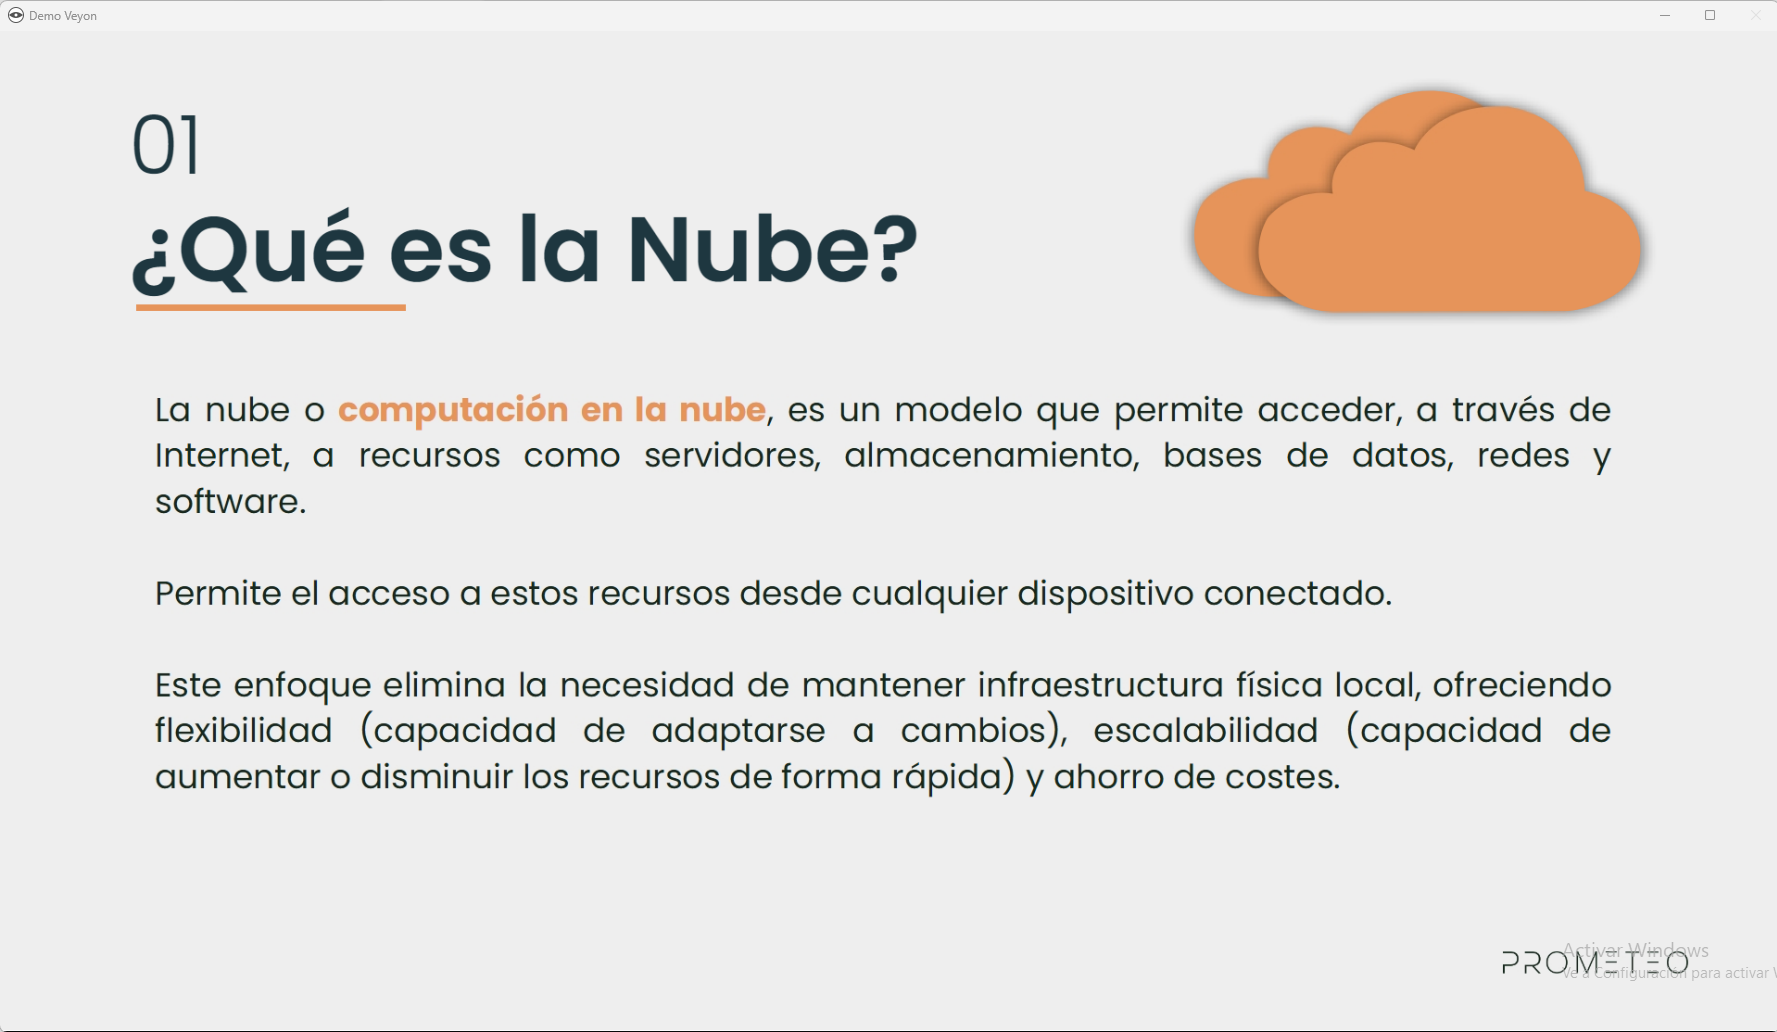 Demo Veyon
01
¿Qué es la Nube?
La nube o computación en la nube, es un modelo que permite acceder, a través de
Internet, a recursos como servidores, almacenamiento, bases de datos, redes y
software.
Permite el acceso a estos recursos desde cualquier dispositivo conectado.
Este enfoque elimina la necesidad de mantener infraestructura física local, ofreciendo
flexibilidad (capacidad de adaptarse a cambios), escalabilidad (capacidad de
aumentar o disminuir los recursos de forma rápida) y ahorro de costes.
Activar Windows
PROMETEO
Ve a Configuración para activar